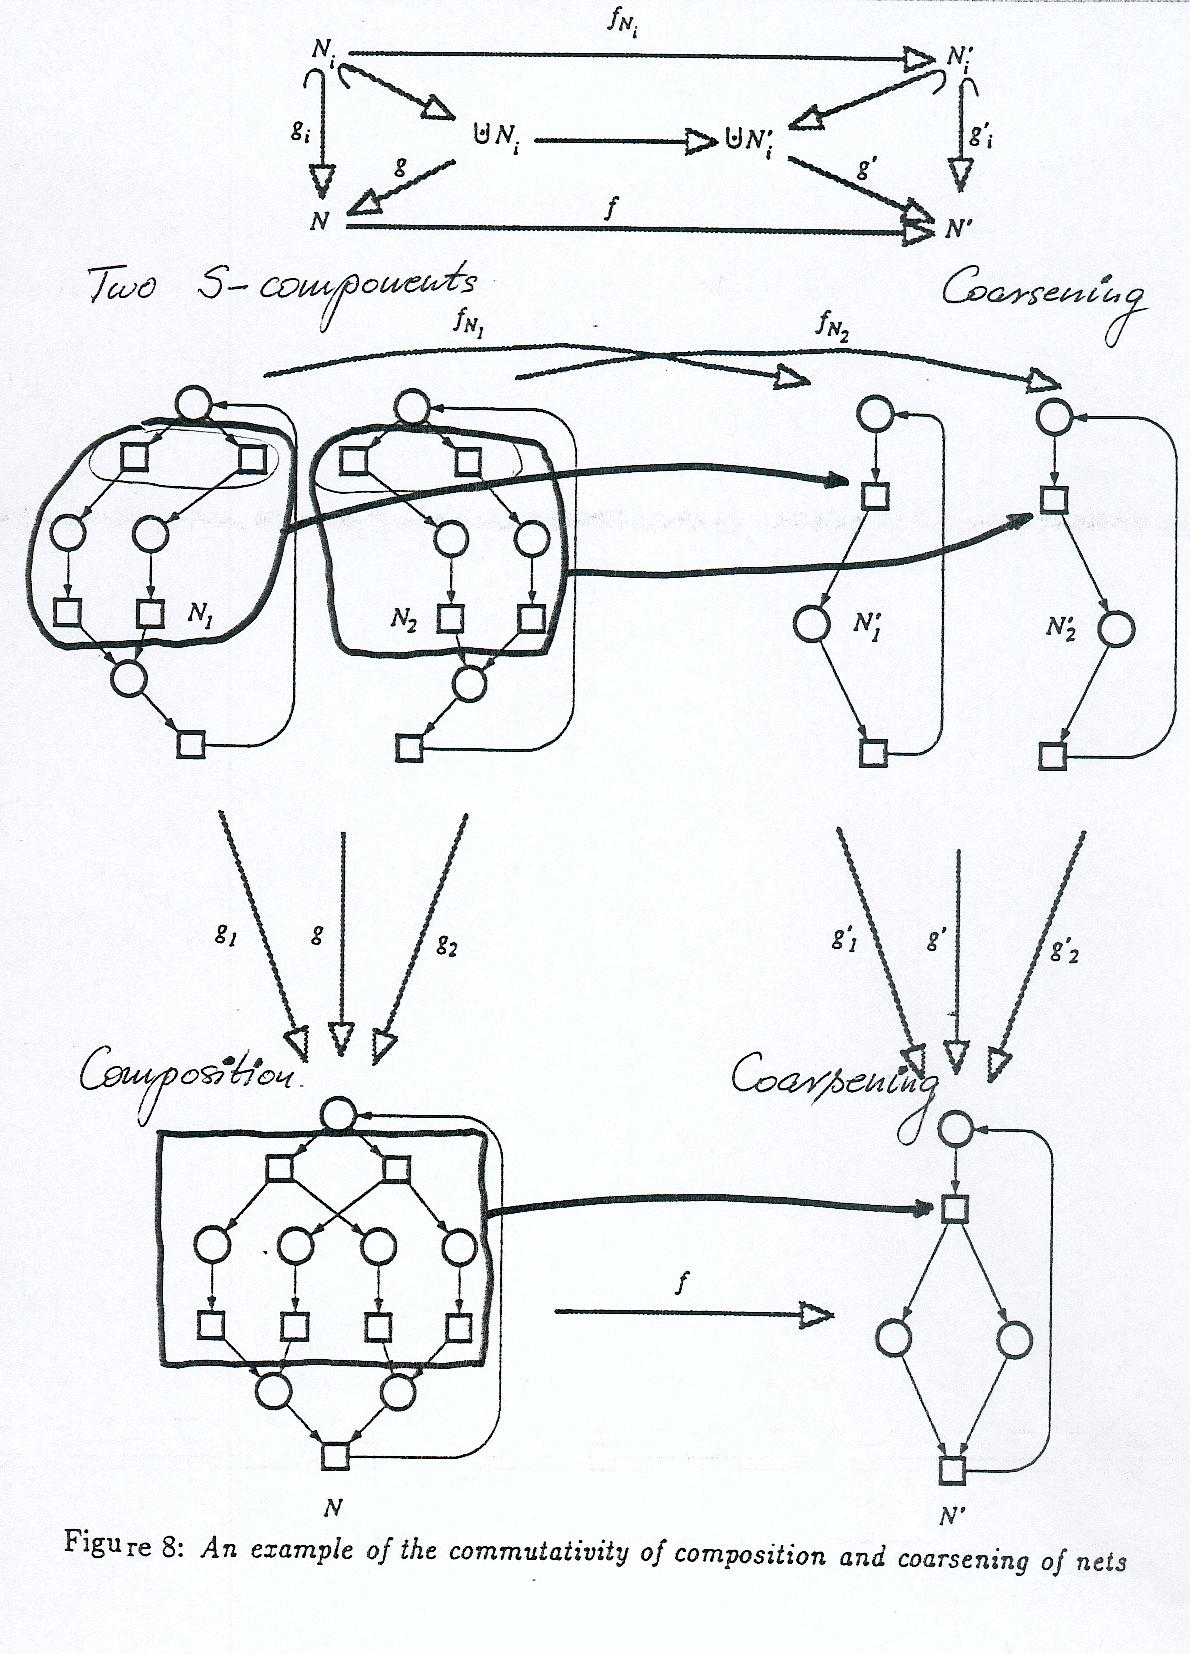 f_{N_i}
N_i N'_i
g_i ⊎N_i ⊎N'_i g'_i
g g'
N f N'
Two S-components Coarsening
f_{N_1} f_{N_2}
N_1 N_2 N'_1 N'_2
g_1 g g_2 g'_1 g' g'_2
Composition. Coarsening
f
N N'
Figure 8: An example of the commutativity of composition and coarsening of nets